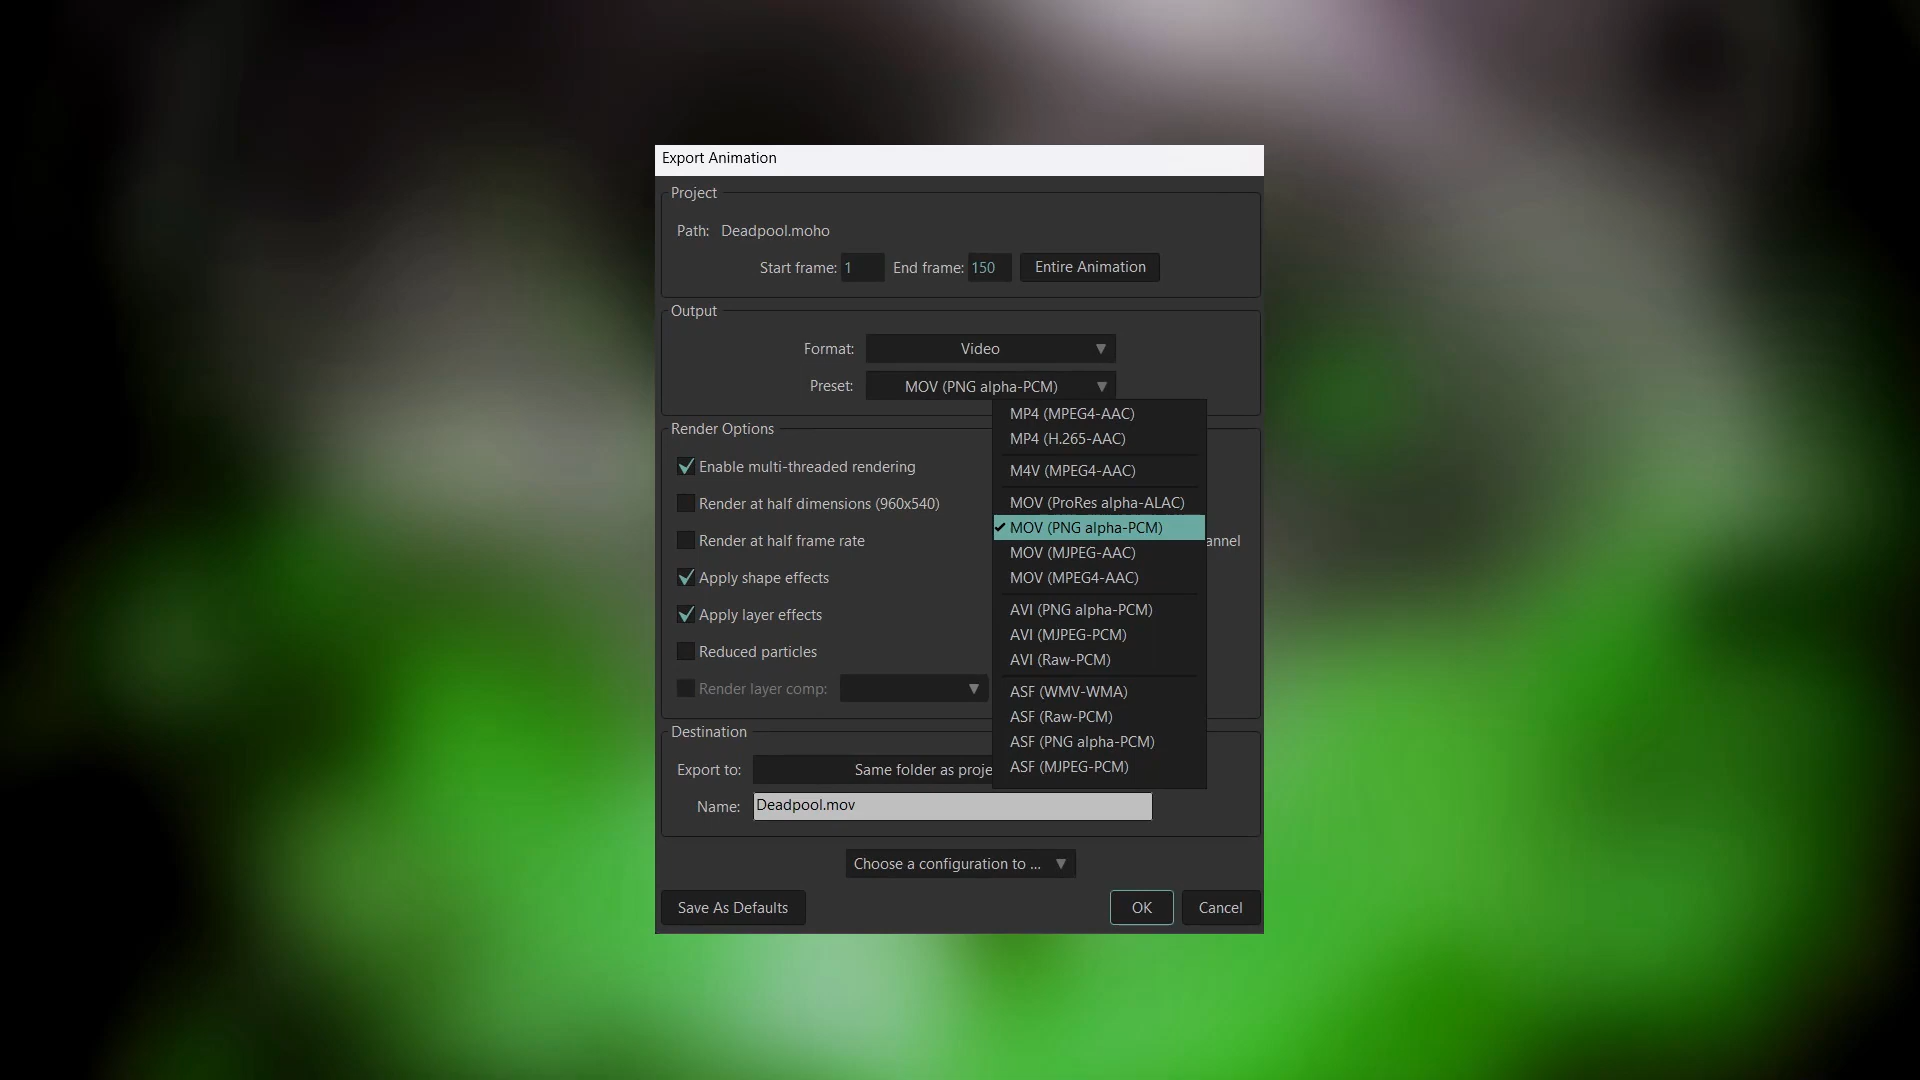 Export Animation
Project
Path: Deadpool.moho
Start frame: 1 End frame: 150 Entire Animation
Output
Format: Video
Preset: MOV (PNG alpha-PCM)
MP4 (MPEG4-AAC)
MP4 (H.265-AAC)
M4V (MPEG4-AAC)
MOV (ProRes alpha-ALAC)
MOV (PNG alpha-PCM)
MOV (MJPEG-AAC)
MOV (MPEG4-AAC)
AVI (PNG alpha-PCM)
AVI (MJPEG-PCM)
AVI (Raw-PCM)
ASF (WMV-WMA)
ASF (Raw-PCM)
ASF (PNG alpha-PCM)
ASF (MJPEG-PCM)
Render Options
Enable multi-threaded rendering
Render at half dimensions (960x540)
Render at half frame rate
annel
Apply shape effects
Apply layer effects
Reduced particles
Render layer comp:
Destination
Export to: Same folder as proje
Name: Deadpool.mov
Choose a configuration to ...
Save As Defaults OK Cancel